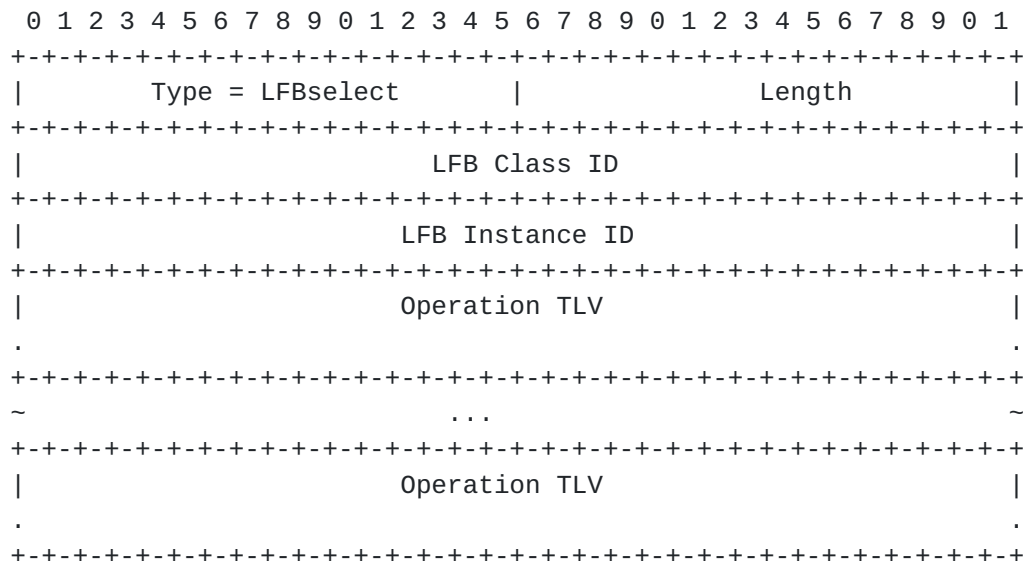 0 1 2 3 4 5 6 7 8 9 0 1 2 3 4 5 6 7 8 9 0 1 2 3 4 5 6 7 8 9 0 1
+-+-+-+-+-+-+-+-+-+-+-+-+-+-+-+-+-+-+-+-+-+-+-+-+-+-+-+-+-+-+-+-+
|        Type = LFBselect       |               Length          |
+-+-+-+-+-+-+-+-+-+-+-+-+-+-+-+-+-+-+-+-+-+-+-+-+-+-+-+-+-+-+-+-+
|                          LFB Class ID                         |
+-+-+-+-+-+-+-+-+-+-+-+-+-+-+-+-+-+-+-+-+-+-+-+-+-+-+-+-+-+-+-+-+
|                        LFB Instance ID                        |
+-+-+-+-+-+-+-+-+-+-+-+-+-+-+-+-+-+-+-+-+-+-+-+-+-+-+-+-+-+-+-+-+
|                        Operation TLV                          |
.                                                               .
+-+-+-+-+-+-+-+-+-+-+-+-+-+-+-+-+-+-+-+-+-+-+-+-+-+-+-+-+-+-+-+-+
~                           ...                                 ~
+-+-+-+-+-+-+-+-+-+-+-+-+-+-+-+-+-+-+-+-+-+-+-+-+-+-+-+-+-+-+-+-+
|                        Operation TLV                          |
.                                                               .
+-+-+-+-+-+-+-+-+-+-+-+-+-+-+-+-+-+-+-+-+-+-+-+-+-+-+-+-+-+-+-+-+